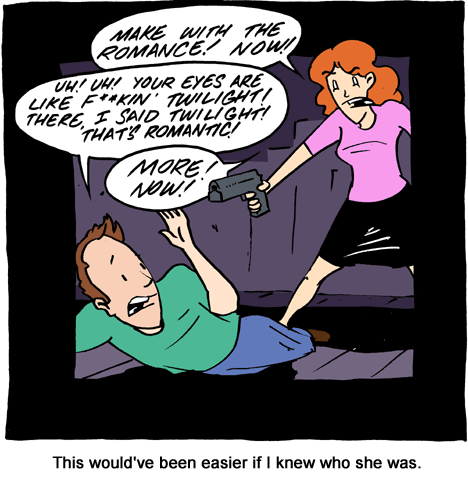 MAKE WITH THE
ROMANCE! NOW!
UH! UH! YOUR EYES ARE
LIKE F**KIN' TWILIGHT!
THERE, I SAID TWILIGHT!
THAT'S ROMANTIC!
MORE!
NOW!
This would've been easier if I knew who she was.